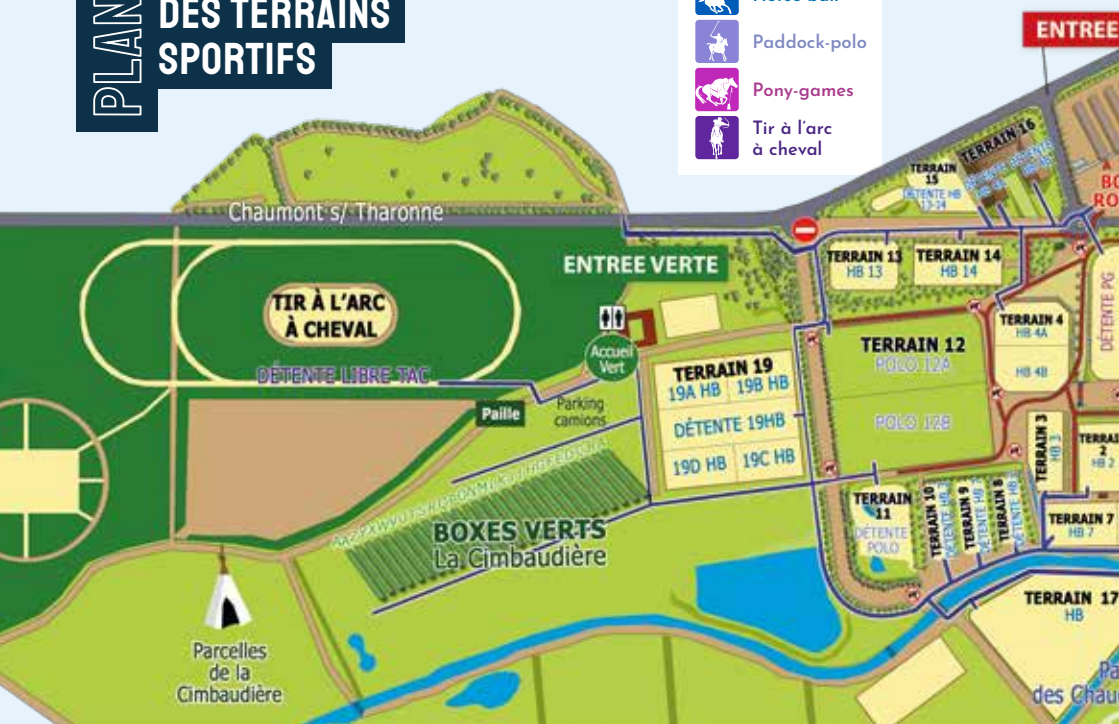 PLAN
DES TERRAINS
SPORTIFS
Paddock-polo
Pony-games
Tir à l'arc
à cheval
ENTREE
Chaumont s/ Tharonne
ENTREE VERTE
TERRAIN 16
TERRAIN
15
DÉTENTE HB
13-14
TERRAIN 13
HB 13
TERRAIN 14
HB 14
TIR À L'ARC
À CHEVAL
DÉTENTE LIBRE TAC
Accueil
Vert
Paille
Parking
camions
TERRAIN 19
19A HB
19B HB
DÉTENTE 19HB
19D HB
19C HB
TERRAIN 12
POLO 12A
POLO 12B
TERRAIN 4
HB 4A
HB 4B
DÉTENTE PG
TERRAIN 3
HB 3
2
HB 2
TERRAIN 7
HB 7
TERRAIN
11
DÉTENTE
POLO
TERRAIN 10
TERRAIN 9
TERRAIN 8
BOXES VERTS
La Cimbaudière
TERRAIN 17
HB
Parcelles
de la
Cimbaudière